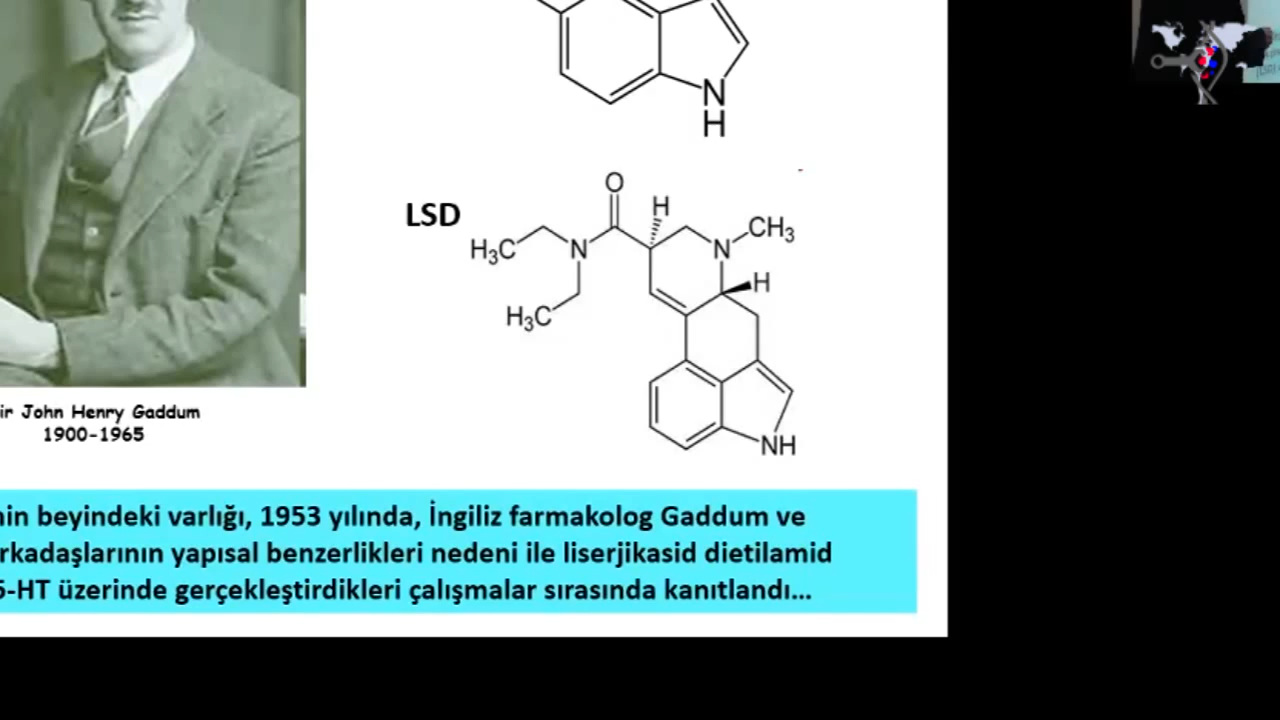 N
H
LSD
O
H
H₃C
N
N
CH₃
H
H₃C
NH
ir John Henry Gaddum
1900-1965
nin beyindeki varlığı, 1953 yılında, İngiliz farmakolog Gaddum ve
rkadaşlarının yapısal benzerlikleri nedeni ile liserjikasid dietilamid
5-HT üzerinde gerçekleştirdikleri çalışmalar sırasında kanıtlandı...